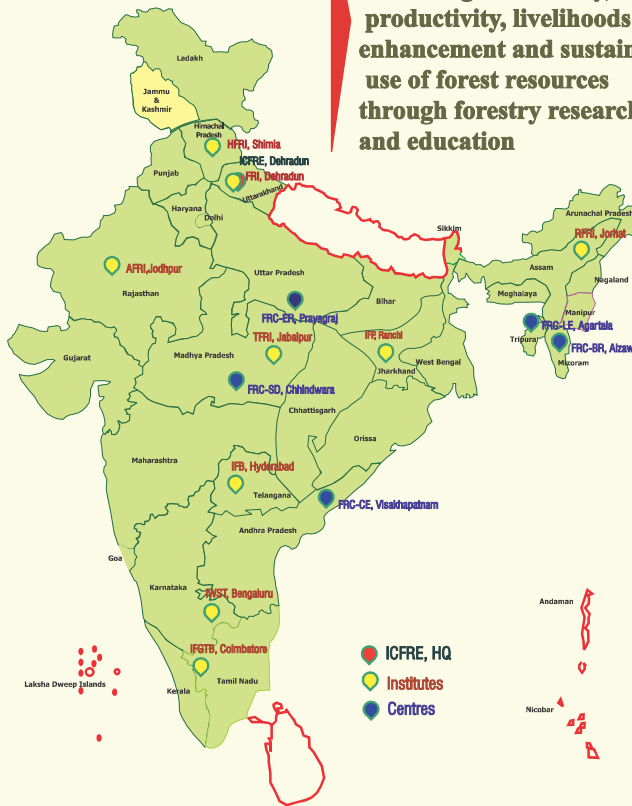 productivity, livelihoods
enhancement and sustain
use of forest resources
through forestry research
and education
Ladakh
Jammu
&
Kashmir
Himachal
Pradesh
HFRI, Shimla
ICFRE, Dehradun
FRI, Dehradun
Uttarakhand
Punjab
Haryana
Delhi
Sikkim
Arunachal Pradesh
RFRI, Jorhat
Assam
Nagaland
Meghalaya
Manipur
AFRI,Jodhpur
Rajasthan
Uttar Pradesh
Bihar
FRC-ER, Prayagraj
FRC-LE, Agartala
Tripura
FRC-BR, Aizaw
Mizoram
TFRI, Jabalpur
IFP, Ranchi
Gujarat
Madhya Pradesh
West Bengal
Jharkhand
FRC-SD, Chhindwara
Chhattisgarh
Orissa
Maharashtra
IFB, Hyderabad
Telangana
FRC-CE, Visakhapatnam
Andhra Pradesh
Goa
Karnataka
IWST, Bengaluru
Andaman
IFGTB, Coimbatore
Laksha Dweep Islands
Kerala
Tamil Nadu
Nicobar
ICFRE, HQ
Institutes
Centres